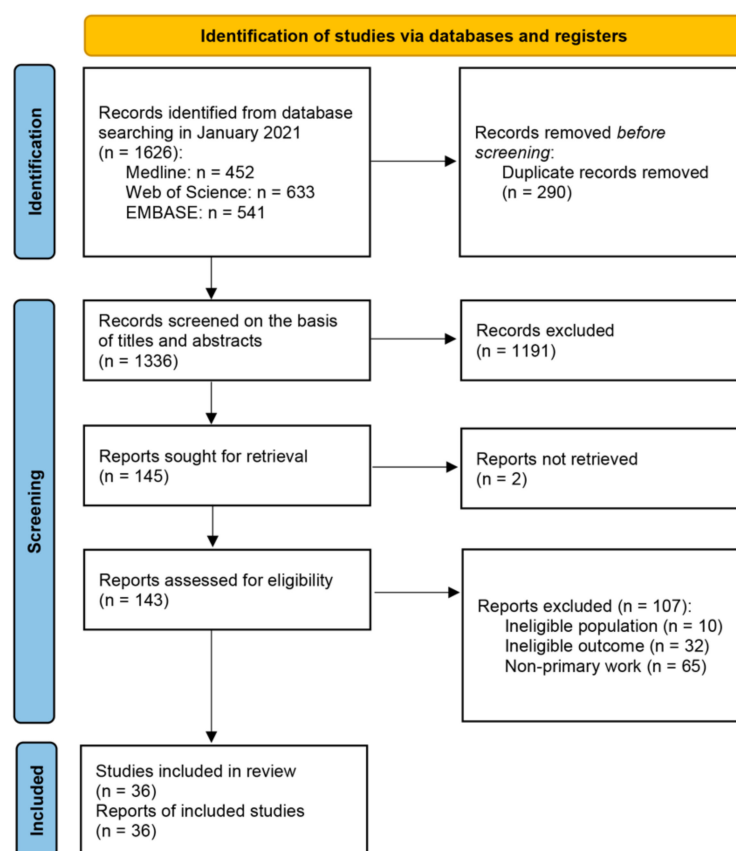 Identification of studies via databases and registers
Identification
Records identified from database
searching in January 2021
(n = 1626):
Medline: n = 452
Web of Science: n = 633
EMBASE: n = 541
Records removed before
screening:
Duplicate records removed
(n = 290)
Screening
Records screened on the basis
of titles and abstracts
(n = 1336)
Records excluded
(n = 1191)
Reports sought for retrieval
(n = 145)
Reports not retrieved
(n = 2)
Reports assessed for eligibility
(n = 143)
Reports excluded (n = 107):
Ineligible population (n = 10)
Ineligible outcome (n = 32)
Non-primary work (n = 65)
Included
Studies included in review
(n = 36)
Reports of included studies
(n = 36)